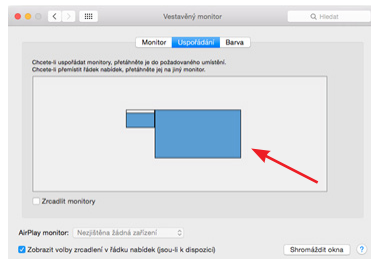 Vestavěný monitor
Hledat
Monitor Uspořádání Barva
Chcete-li uspořádat monitory, přetáhněte je do požadovaného umístění.
Chcete-li přemístit řádek nabídek, přetáhněte jej na jiný monitor.
Zrcadlit monitory
AirPlay monitor: Nezjištěna žádná zařízení
Zobrazit volby zrcadlení v řádku nabídek (jsou-li k dispozici)
Shromáždit okna ?